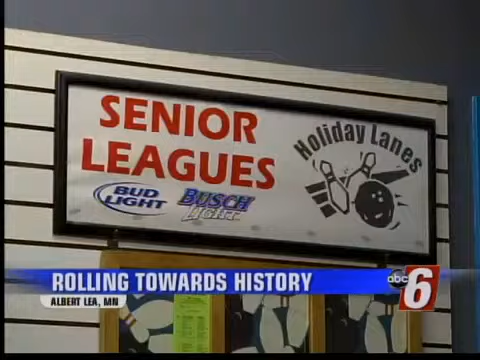 SENIOR
LEAGUES
BUD
LIGHT
BUSCH
LIGHT
Holiday Lanes
ROLLING TOWARDS HISTORY
abc 6
ALBERT LEA, MN